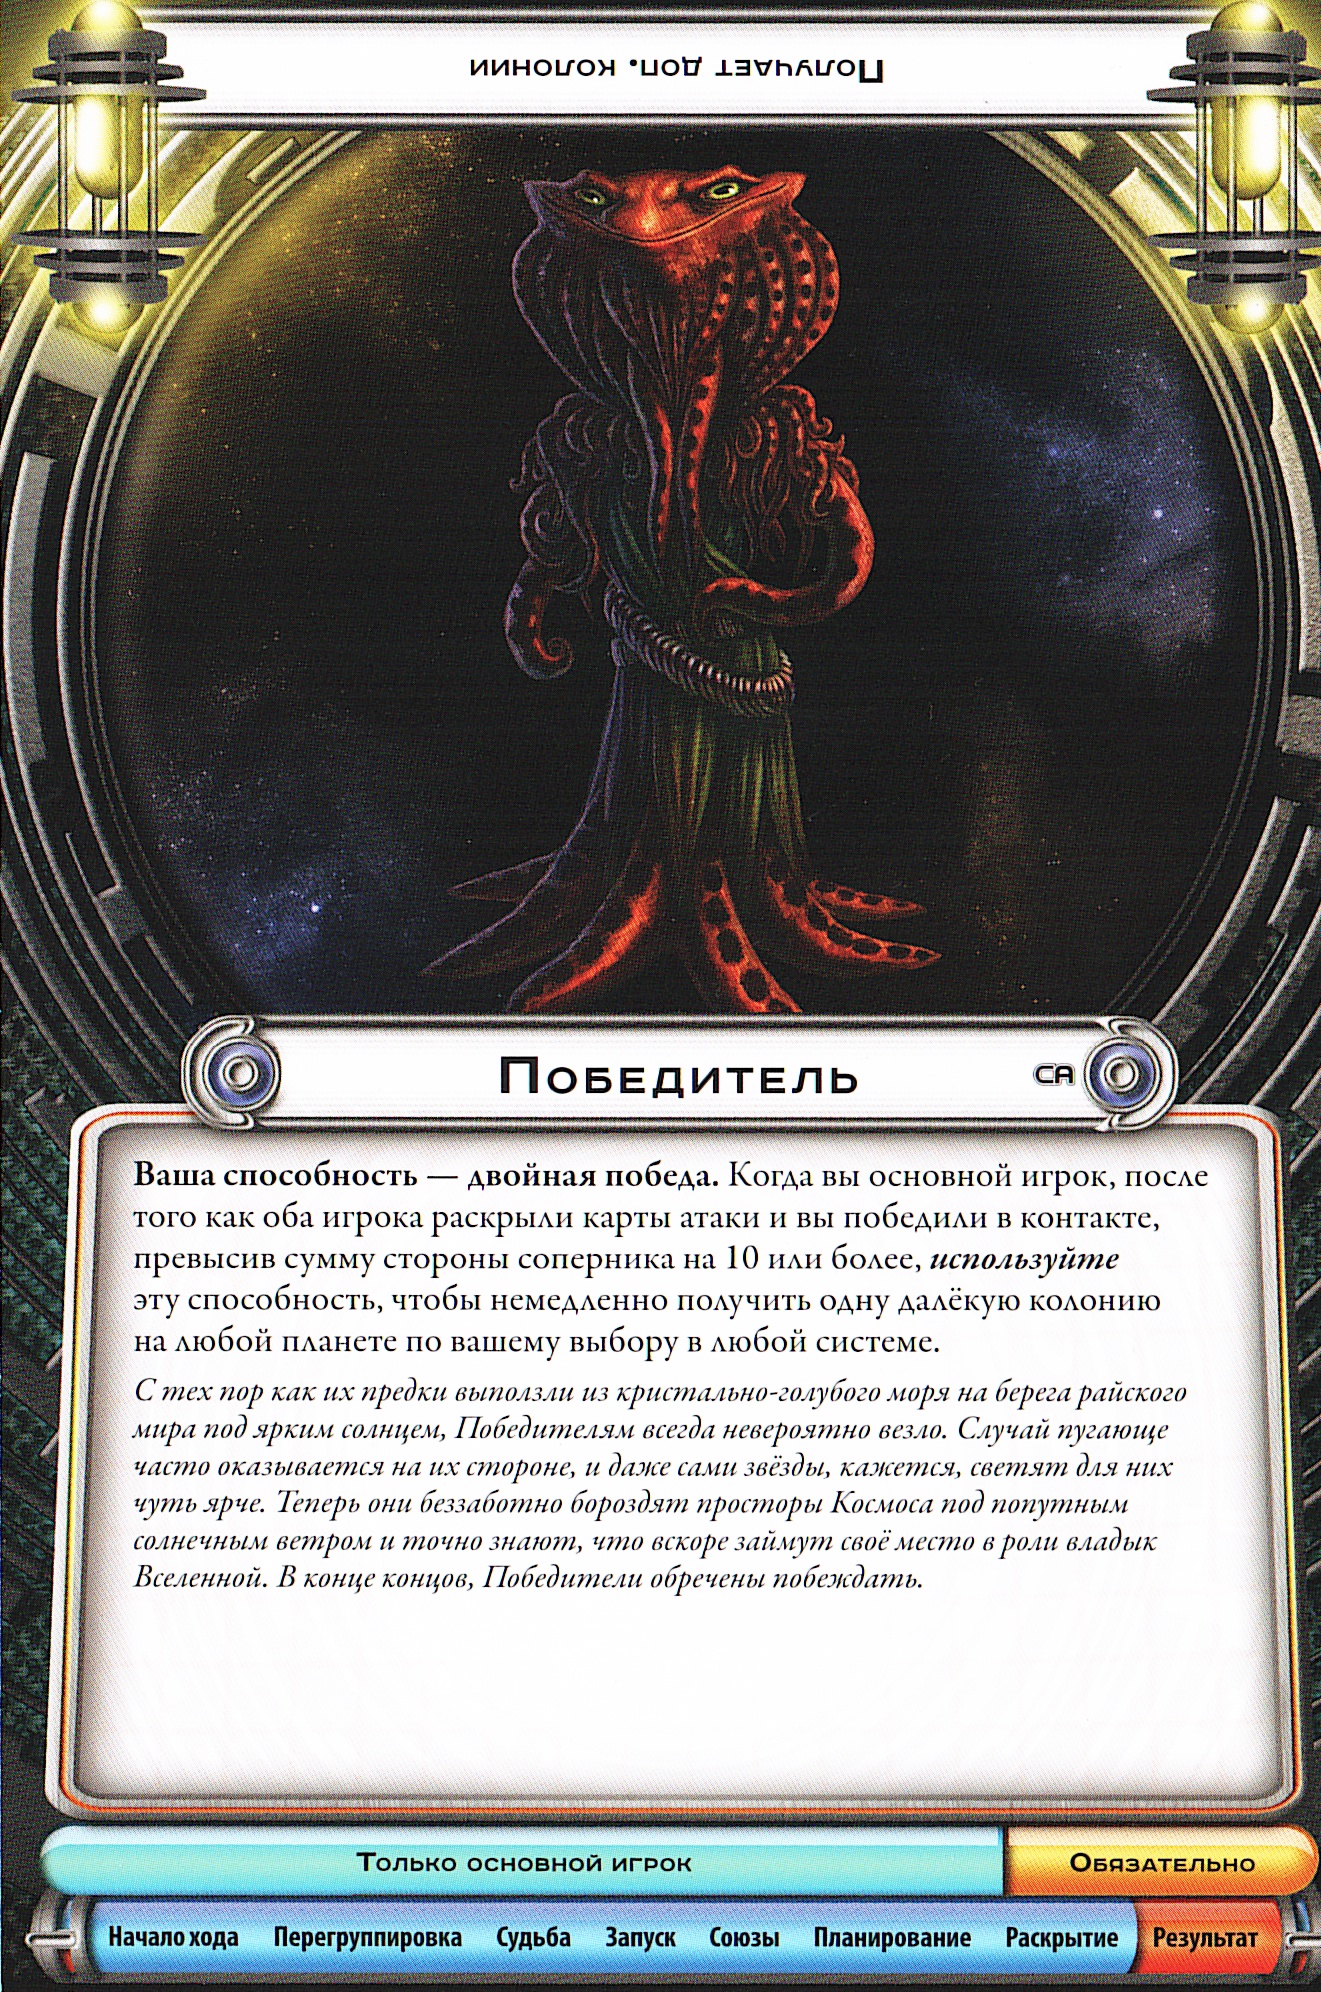 Получает доп. колонии
Победитель
СА
Ваша способность — двойная победа. Когда вы основной игрок, после
того как оба игрока раскрыли карты атаки и вы победили в контакте,
превысив сумму стороны соперника на 10 или более, используйте
эту способность, чтобы немедленно получить одну далёкую колонию
на любой планете по вашему выбору в любой системе.
С тех пор как их предки выползли из кристально-голубого моря на берега райского
мира под ярким солнцем, Победителям всегда невероятно везло. Случай пугающе
часто оказывается на их стороне, и даже сами звёзды, кажется, светят для них
чуть ярче. Теперь они беззаботно бороздят просторы Космоса под попутным
солнечным ветром и точно знают, что вскоре займут своё место в роли владык
Вселенной. В конце концов, Победители обречены побеждать.
Только основной игрок Обязательно
Начало хода Перегруппировка Судьба Запуск Союзы Планирование Раскрытие Результат